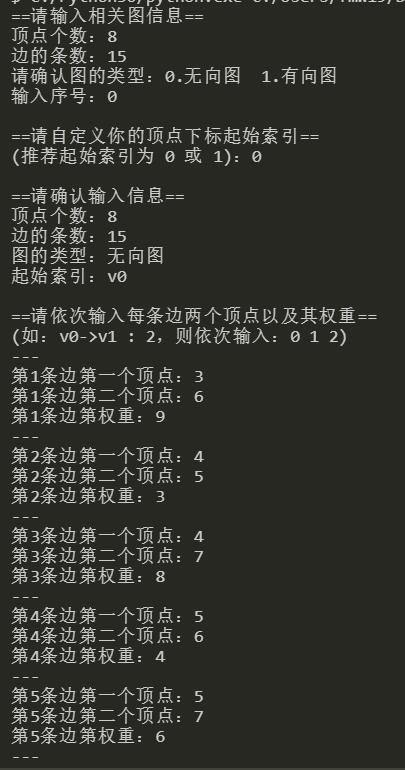 ==请输入相关图信息==
顶点个数：8
边的条数：15
请确认图的类型：0.无向图  1.有向图
输入序号：0
==请自定义你的顶点下标起始索引==
(推荐起始索引为 0 或 1)：0
==请确认输入信息==
顶点个数：8
边的条数：15
图的类型：无向图
起始索引：v0
==请依次输入每条边两个顶点以及其权重==
(如：v0->v1 : 2, 则依次输入：0 1 2)
---
第1条边第一个顶点：3
第1条边第二个顶点：6
第1条边第权重：9
---
第2条边第一个顶点：4
第2条边第二个顶点：5
第2条边第权重：3
---
第3条边第一个顶点：4
第3条边第二个顶点：7
第3条边第权重：8
---
第4条边第一个顶点：5
第4条边第二个顶点：6
第4条边第权重：4
---
第5条边第一个顶点：5
第5条边第二个顶点：7
第5条边第权重：6
---